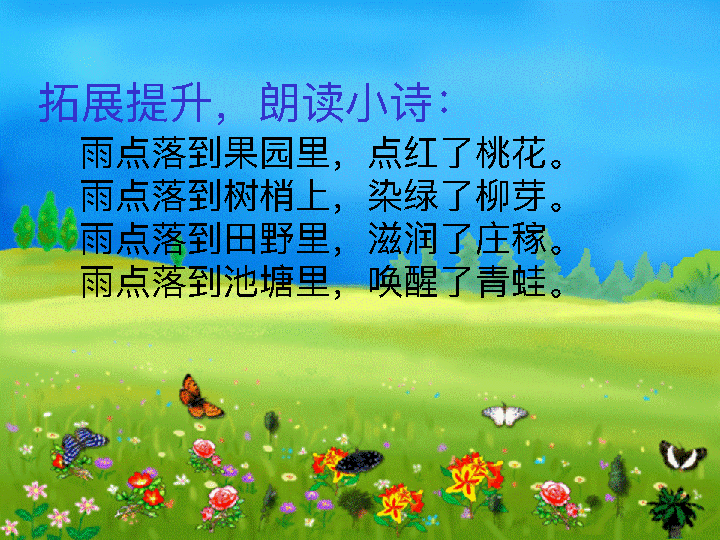 拓展提升，朗读小诗：
雨点落到果园里，点红了桃花。
雨点落到树梢上，染绿了柳芽。
雨点落到田野里，滋润了庄稼。
雨点落到池塘里，唤醒了青蛙。